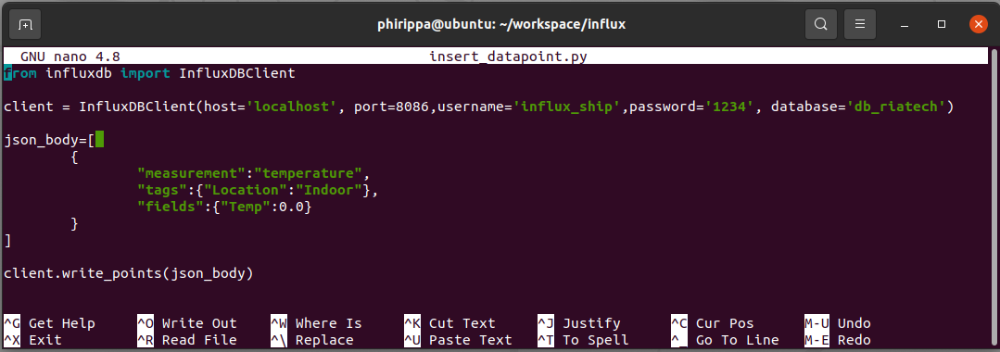 phirippa@ubuntu: ~/workspace/influx
GNU nano 4.8 insert_datapoint.py
from influxdb import InfluxDBClient
client = InfluxDBClient(host='localhost', port=8086,username='influx_ship',password='1234', database='db_riatech')
json_body=[
{
"measurement":"temperature",
"tags":{"Location":"Indoor"},
"fields":{"Temp":0.0}
}
]
client.write_points(json_body)
^G Get Help ^O Write Out ^W Where Is ^K Cut Text ^J Justify ^C Cur Pos M-U Undo
^X Exit ^R Read File ^\ Replace ^U Paste Text ^T To Spell ^_ Go To Line M-E Redo